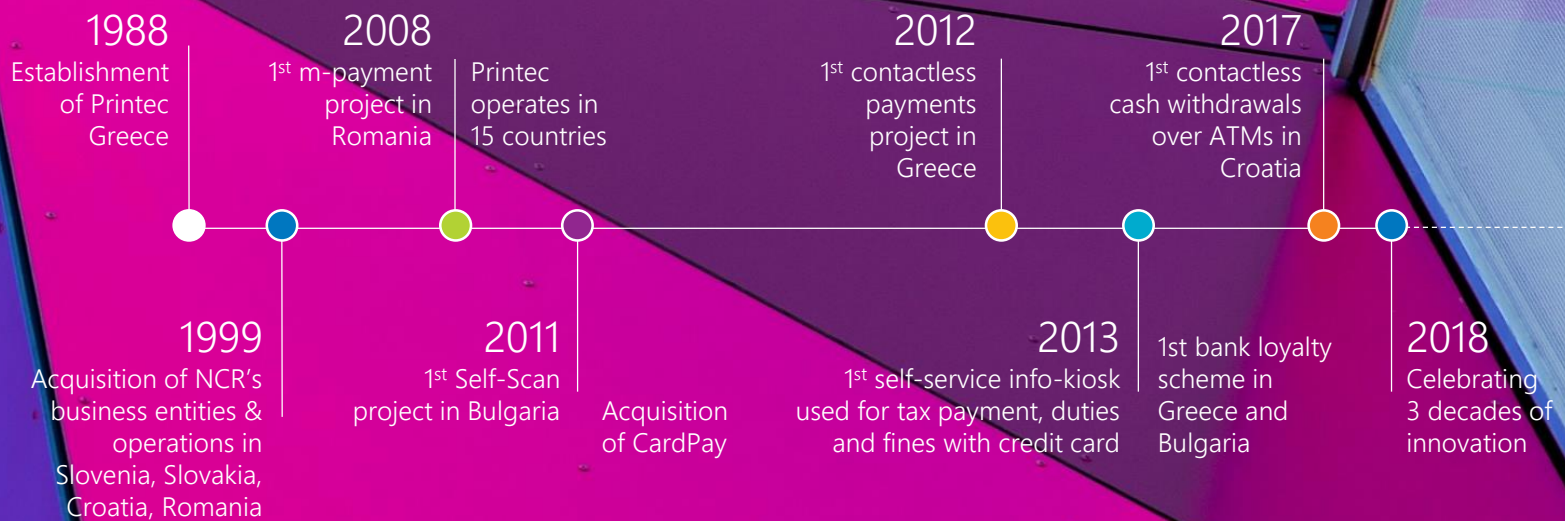 1988
Establishment
of Printec
Greece
2008
1st m-payment
project in
Romania
Printec
operates in
15 countries
2012
1st contactless
payments
project in
Greece
2017
1st contactless
cash withdrawals
over ATMs in
Croatia
1999
Acquisition of NCR's
business entities &
operations in
Slovenia, Slovakia,
Croatia, Romania
2011
1st Self-Scan
project in Bulgaria
Acquisition
of CardPay
2013
1st self-service info-kiosk
used for tax payment, duties
and fines with credit card
1st bank loyalty
scheme in
Greece and
Bulgaria
2018
Celebrating
3 decades of
innovation